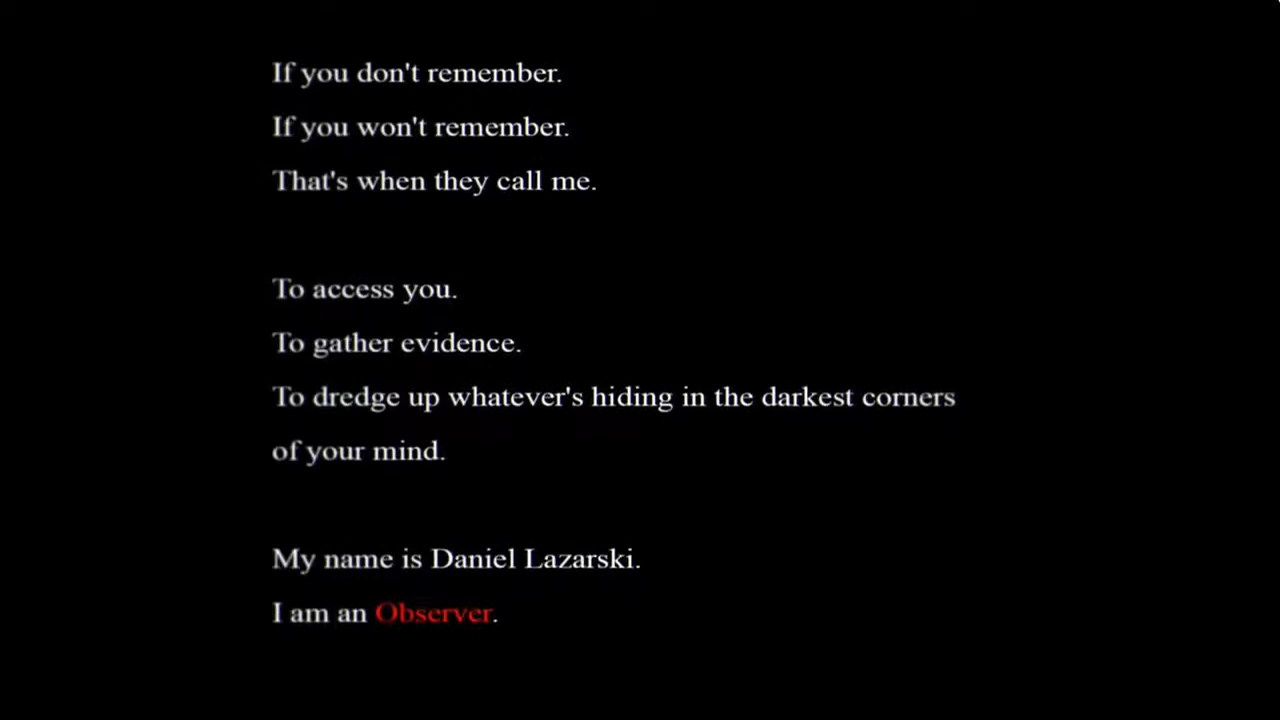 If you don't remember.
If you won't remember.
That's when they call me.
To access you.
To gather evidence.
To dredge up whatever's hiding in the darkest corners
of your mind.
My name is Daniel Lazarski.
I am an Observer.